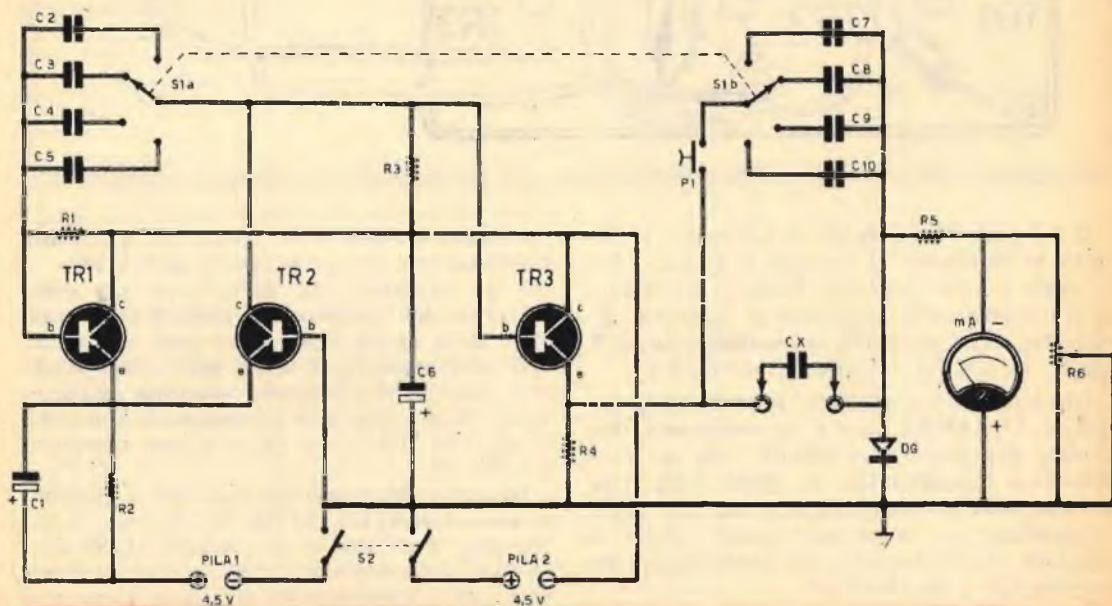 C2
C7
C3
S1a
S1b
C8
C4
C9
C5
R3
P1
C10
R1
R5
TR1
TR2
TR3
c
c
c
mA
−
b
b
b
CX
R6
e
e
e
C6
+
+
R4
DG
C1
+
R2
S2
PILA 1
+ −
PILA 2
+ −
4,5 V
4,5 V